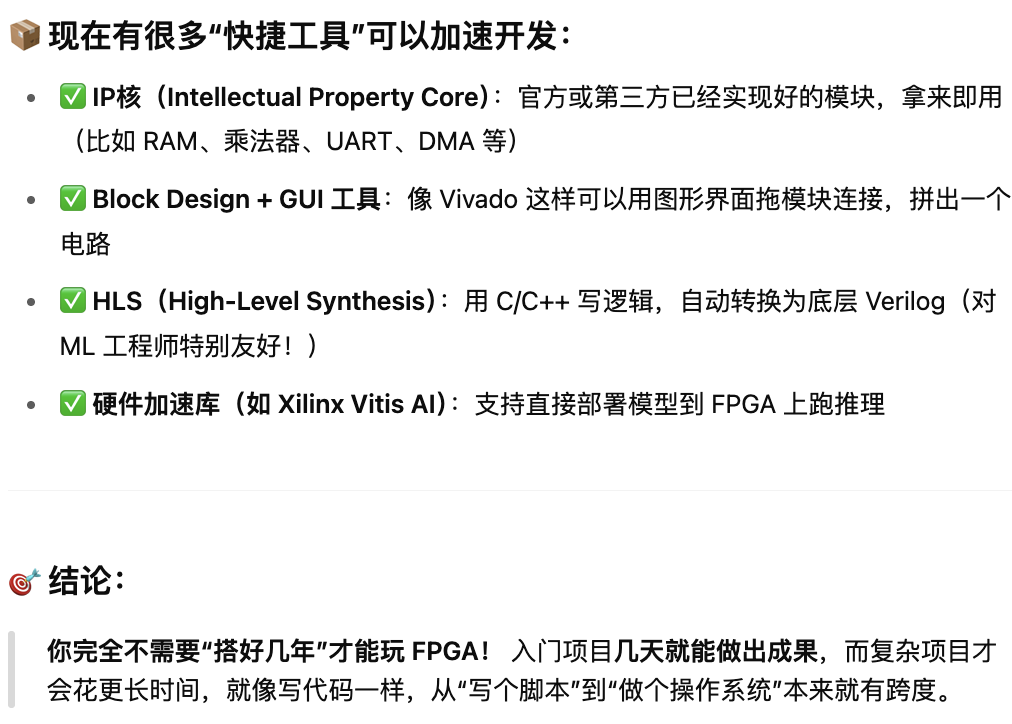 📦 现在有很多“快捷工具”可以加速开发：
• ✅ IP核（Intellectual Property Core）：官方或第三方已经实现好的模块，拿来即用
（比如 RAM、乘法器、UART、DMA 等）
• ✅ Block Design + GUI 工具：像 Vivado 这样可以用图形界面拖模块连接，拼出一个
电路
• ✅ HLS（High-Level Synthesis）：用 C/C++ 写逻辑，自动转换为底层 Verilog（对
ML 工程师特别友好！）
• ✅ 硬件加速库（如 Xilinx Vitis AI）：支持直接部署模型到 FPGA 上跑推理
🎯 结论：
你完全不需要“搭好几年”才能玩 FPGA！ 入门项目几天就能做出成果，而复杂项目才
会花更长时间，就像写代码一样，从“写个脚本”到“做个操作系统”本来就有跨度。